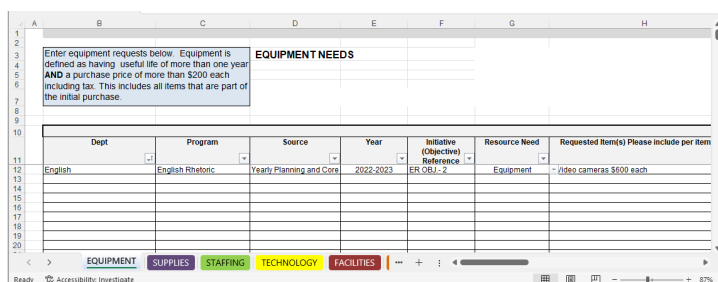 A B C D E F G H
1
2
3 Enter equipment requests below. Equipment is EQUIPMENT NEEDS
4 defined as having useful life of more than one year
5 AND a purchase price of more than $200 each
6 including tax. This includes all items that are part of
7 the initial purchase.
8
9
10
Dept Program Source Year Initiative Resource Need Requested Item(s) Please include per item
(Objective)
11 Reference
12 English English Rhetoric Yearly Planning and Core 2022-2023 ER OBJ.- 2 Equipment Video cameras $600 each
13
14
15
16
17
18
19
20
EQUIPMENT SUPPLIES STAFFING TECHNOLOGY FACILITIES
Ready Accessibility: Investigate 87%